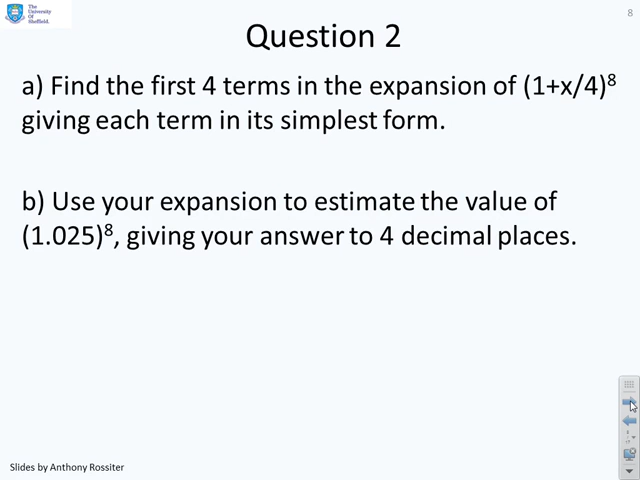 The
University
Of
Sheffield.
8
Question 2
a) Find the first 4 terms in the expansion of (1+x/4)⁸
giving each term in its simplest form.
b) Use your expansion to estimate the value of
(1.025)⁸, giving your answer to 4 decimal places.
Slides by Anthony Rossiter